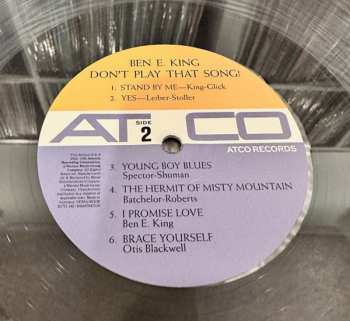 BEN E. KING
DON'T PLAY THAT SONG!
1. STAND BY ME—King-Glick
2. YES—Leiber-Stoller
ATCO
SIDE
2
ATCO RECORDS
3. YOUNG BOY BLUES
Spector-Shuman
4. THE HERMIT OF MISTY MOUNTAIN
Batchelor-Roberts
5. I PROMISE LOVE
Ben E. King
6. BRACE YOURSELF
Otis Blackwell